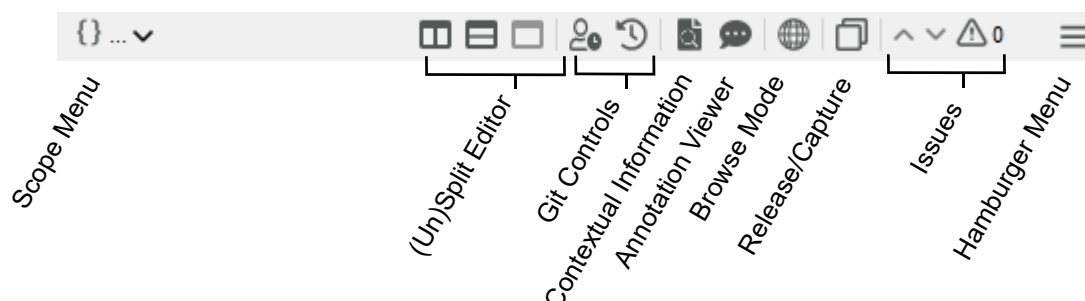 {} ...
0
Scope Menu
(Un)Split Editor
Git Controls
Contextual Information
Annotation Viewer
Browse Mode
Release/Capture
Issues
Hamburger Menu